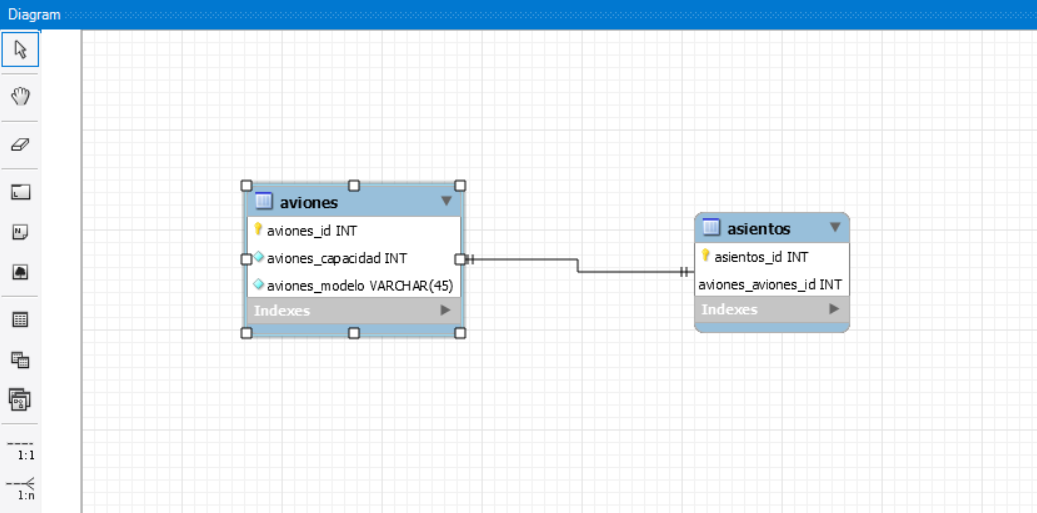 Diagram
aviones
aviones_id INT
aviones_capacidad INT
aviones_modelo VARCHAR(45)
Indexes
asientos
asientos_id INT
aviones_aviones_id INT
Indexes
1:1
1:n